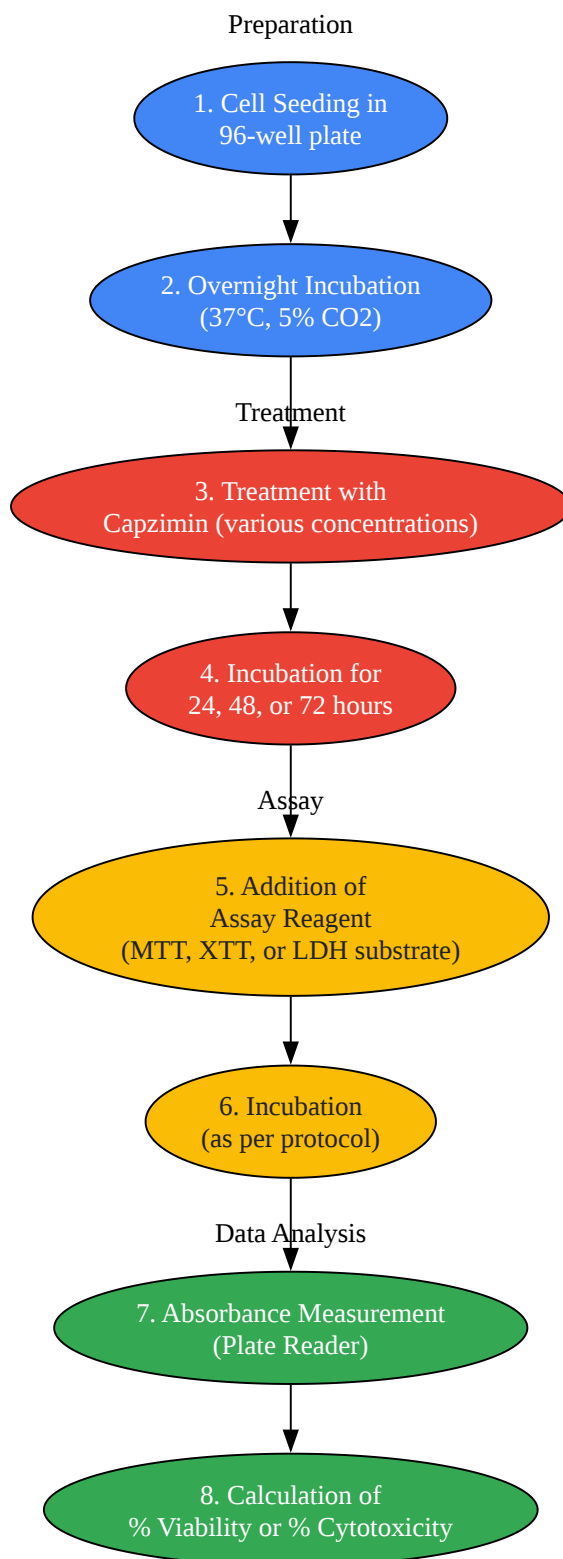 Preparation
1. Cell Seeding in
96-well plate
2. Overnight Incubation
(37°C, 5% CO2)
Treatment
3. Treatment with
Capzimin (various concentrations)
4. Incubation for
24, 48, or 72 hours
Assay
5. Addition of
Assay Reagent
(MTT, XTT, or LDH substrate)
6. Incubation
(as per protocol)
Data Analysis
7. Absorbance Measurement
(Plate Reader)
8. Calculation of
% Viability or % Cytotoxicity